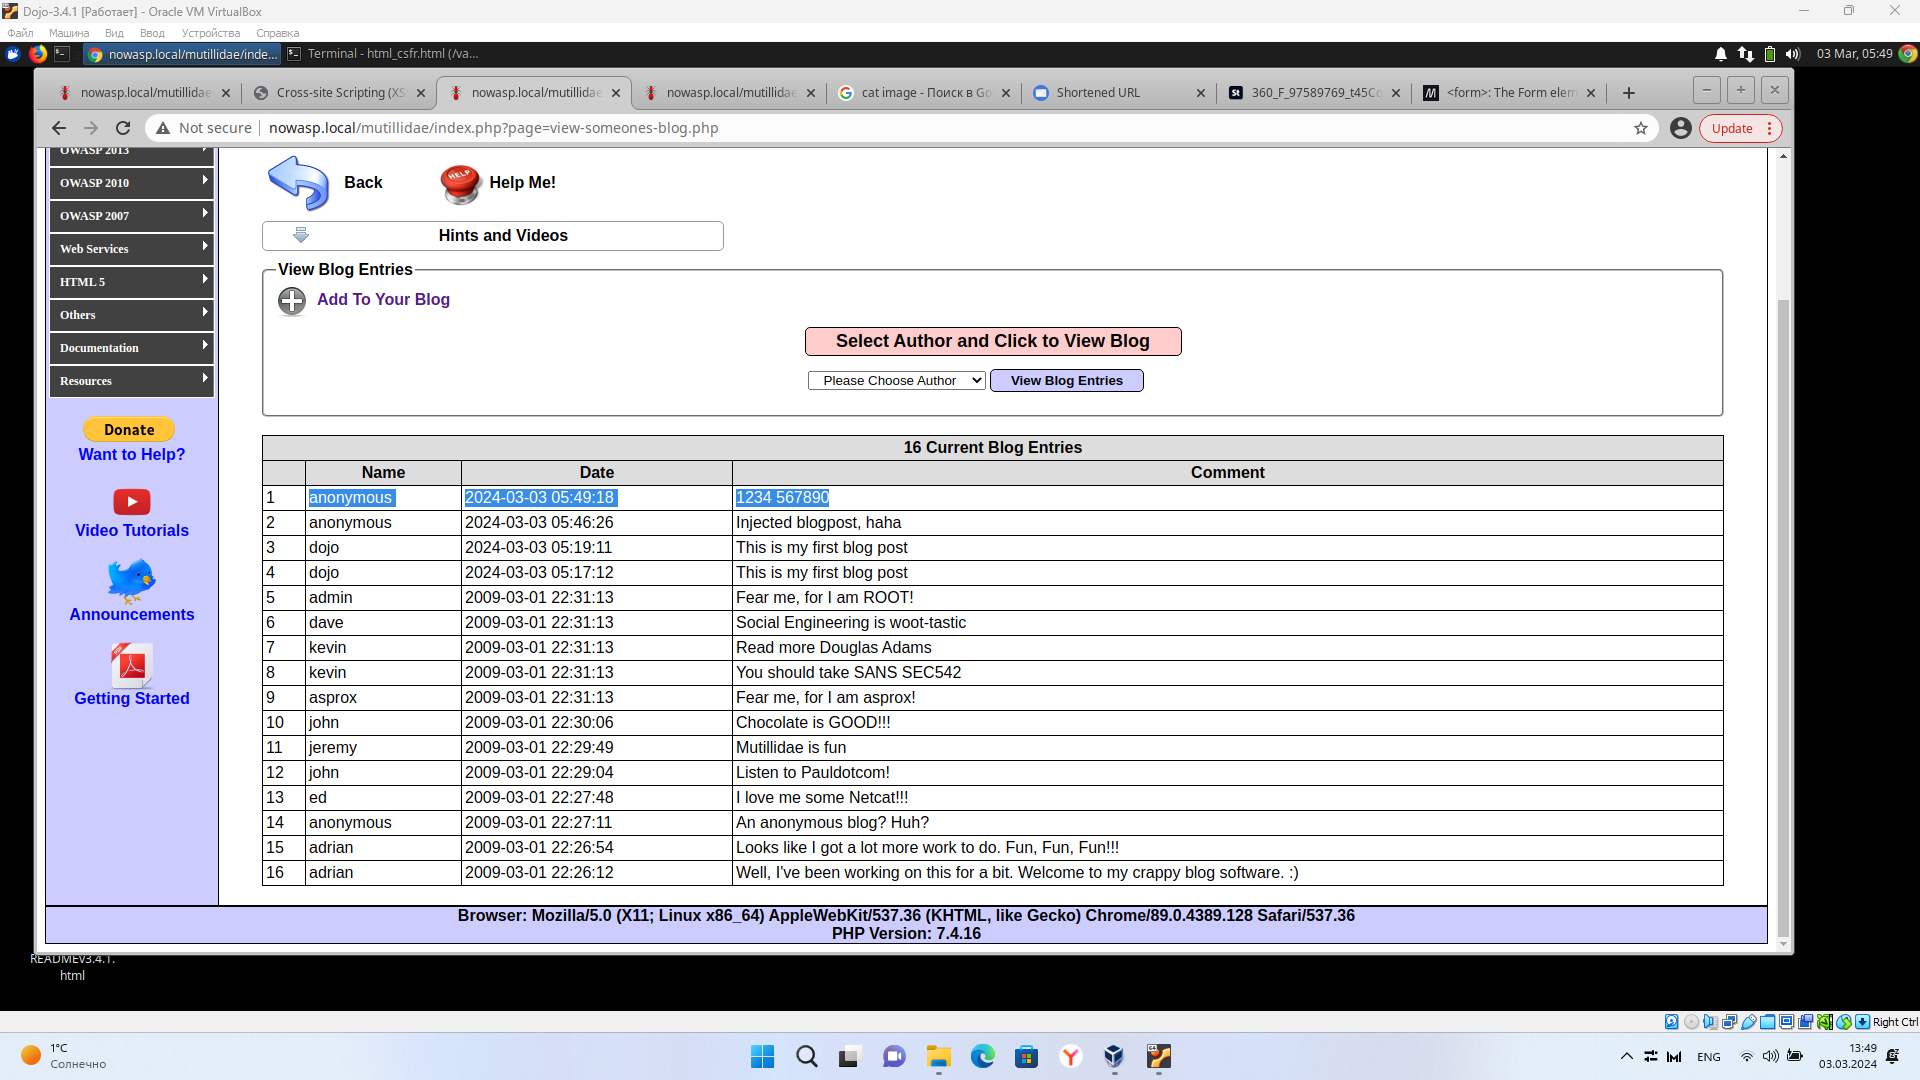 Dojo-3.4.1 [Работает] - Oracle VM VirtualBox
Файл Машина Вид Ввод Устройства Справка
nowasp.local/mutillidae/inde... Terminal - html_csfr.html (/va... 03 Mar, 05:49
nowasp.local/mutillidae Cross-site Scripting (XS nowasp.local/mutillidae nowasp.local/mutillidae cat image - Поиск в Go Shortened URL 360_F_97589769_t45Cq <form>: The Form elem
Not secure nowasp.local/mutillidae/index.php?page=view-someones-blog.php Update
OWASP 2013
OWASP 2010
OWASP 2007
Web Services
HTML 5
Others
Documentation
Resources
Donate
Want to Help?
Video Tutorials
Announcements
PDF
Getting Started
Back HELP Help Me!
Hints and Videos
View Blog Entries
Add To Your Blog
Select Author and Click to View Blog
Please Choose Author View Blog Entries
16 Current Blog Entries
Name Date Comment
1 anonymous 2024-03-03 05:49:18 1234 567890
2 anonymous 2024-03-03 05:46:26 Injected blogpost, haha
3 dojo 2024-03-03 05:19:11 This is my first blog post
4 dojo 2024-03-03 05:17:12 This is my first blog post
5 admin 2009-03-01 22:31:13 Fear me, for I am ROOT!
6 dave 2009-03-01 22:31:13 Social Engineering is woot-tastic
7 kevin 2009-03-01 22:31:13 Read more Douglas Adams
8 kevin 2009-03-01 22:31:13 You should take SANS SEC542
9 asprox 2009-03-01 22:31:13 Fear me, for I am asprox!
10 john 2009-03-01 22:30:06 Chocolate is GOOD!!!
11 jeremy 2009-03-01 22:29:49 Mutillidae is fun
12 john 2009-03-01 22:29:04 Listen to Pauldotcom!
13 ed 2009-03-01 22:27:48 I love me some Netcat!!!
14 anonymous 2009-03-01 22:27:11 An anonymous blog? Huh?
15 adrian 2009-03-01 22:26:54 Looks like I got a lot more work to do. Fun, Fun, Fun!!!
16 adrian 2009-03-01 22:26:12 Well, I've been working on this for a bit. Welcome to my crappy blog software. :)
Browser: Mozilla/5.0 (X11; Linux x86_64) AppleWebKit/537.36 (KHTML, like Gecko) Chrome/89.0.4389.128 Safari/537.36
PHP Version: 7.4.16
READMEv3.4.1.
html
Right Ctrl
1°C
Солнечно
ENG
13:49
03.03.2024